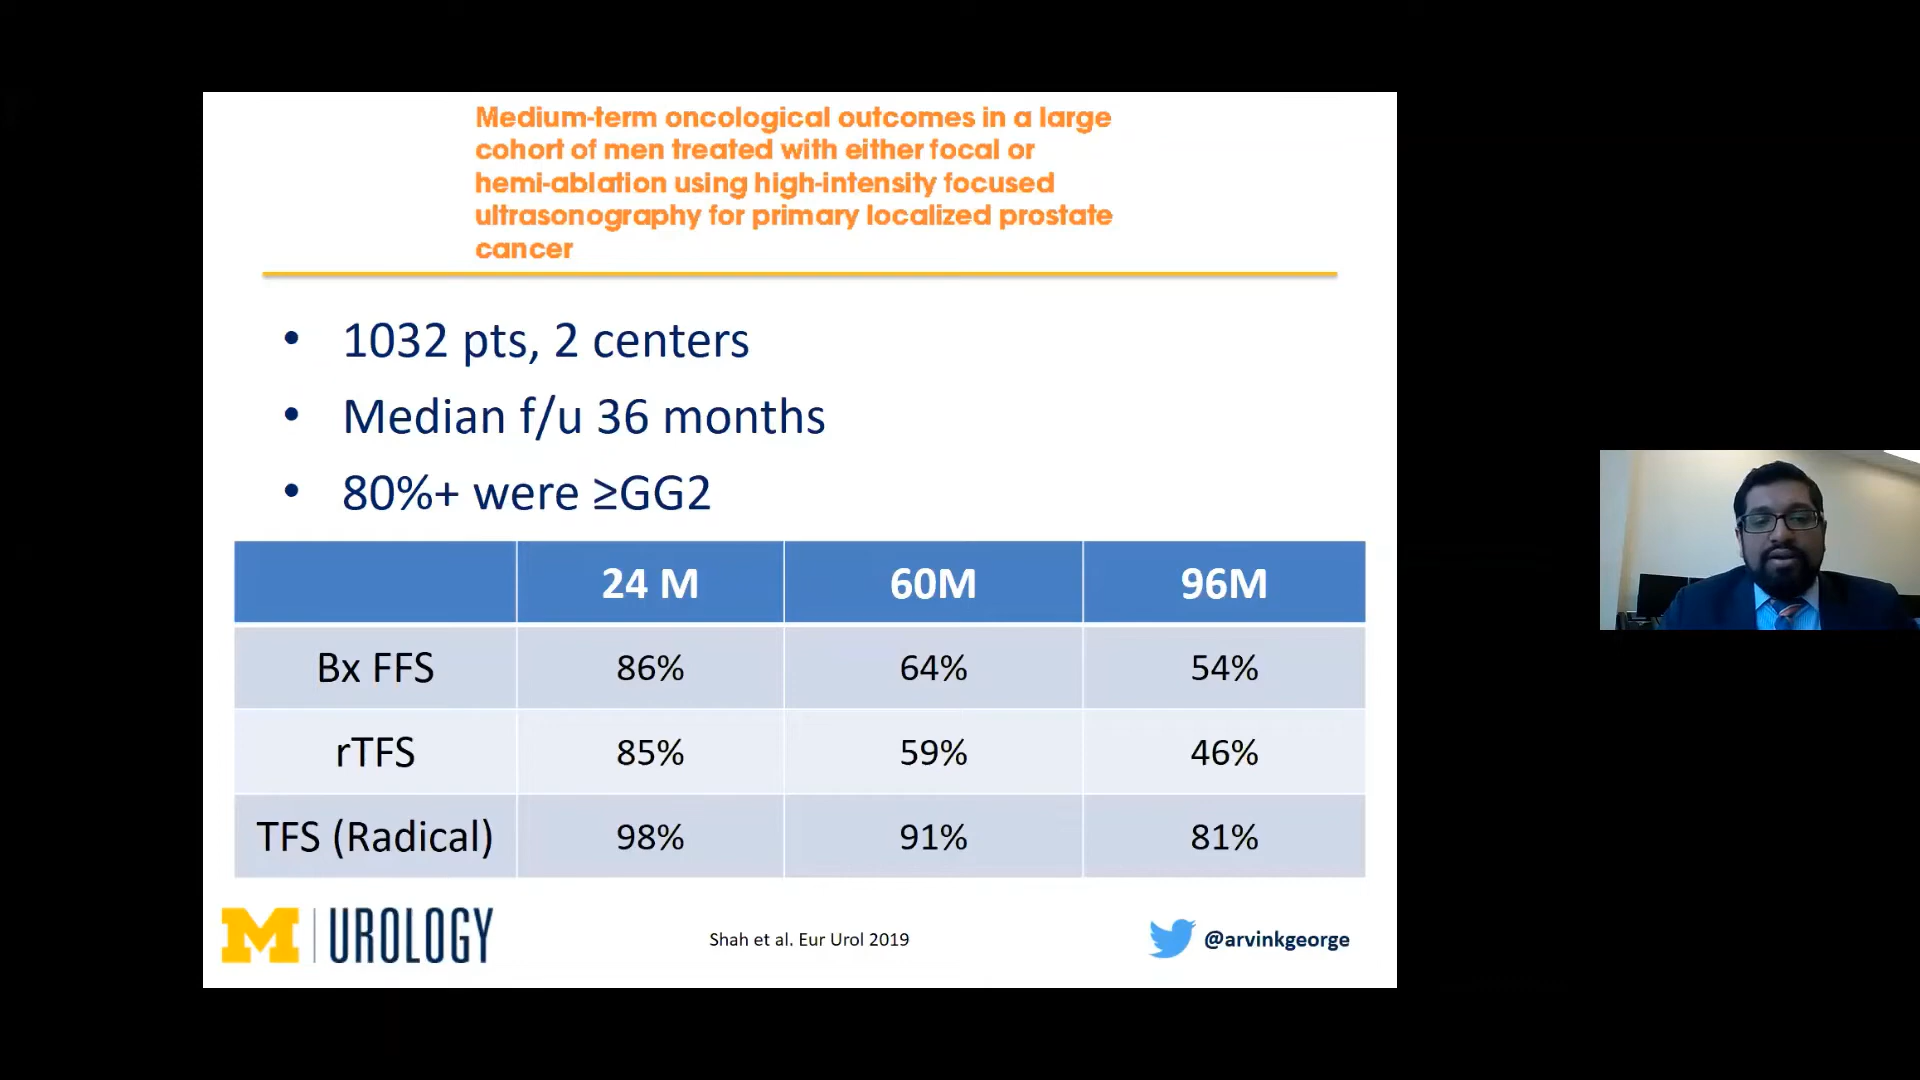 Medium-term oncological outcomes in a large
cohort of men treated with either focal or
hemi-ablation using high-intensity focused
ultrasonography for primary localized prostate
cancer
• 1032 pts, 2 centers
• Median f/u 36 months
• 80%+ were ≥GG2
24 M 60M 96M
Bx FFS 86% 64% 54%
rTFS 85% 59% 46%
TFS (Radical) 98% 91% 81%
M UROLOGY
Shah et al. Eur Urol 2019
@arvinkgeorge